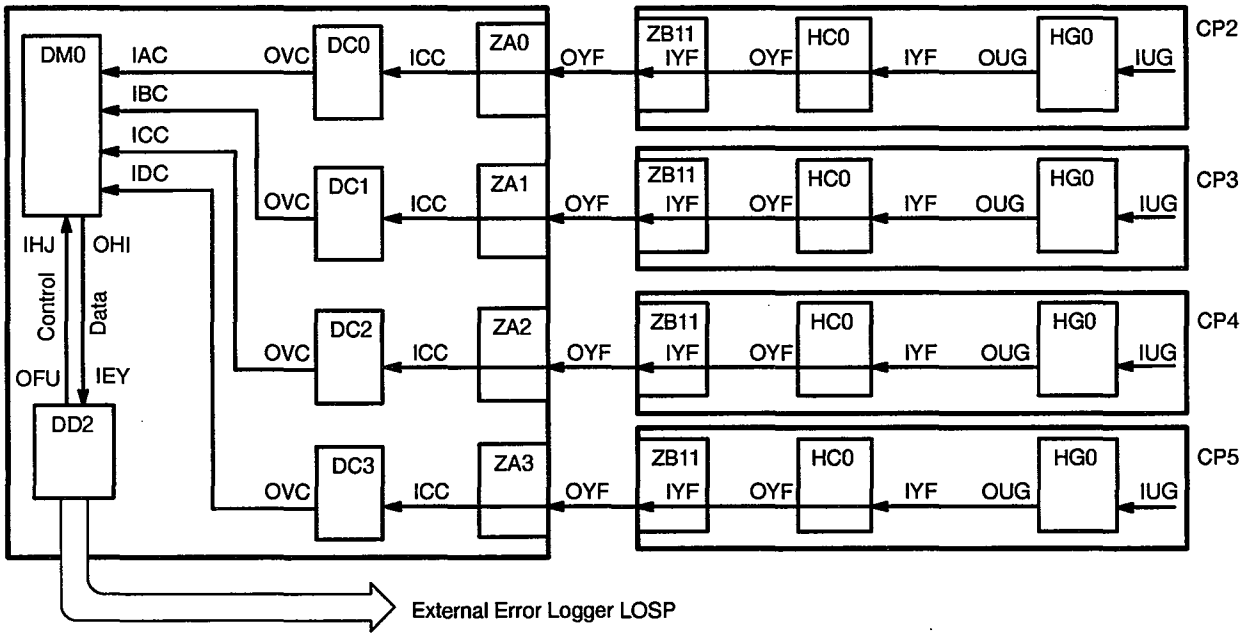 DM0 IAC OVC DC0 ICC ZA0 OYF ZB11 IYF OYF HC0 IYF OUG HG0 IUG CP2
IBC
ICC
IDC
OVC DC1 ICC ZA1 OYF ZB11 IYF OYF HC0 IYF OUG HG0 IUG CP3
IHJ OHI
Control Data
OVC DC2 ICC ZA2 OYF ZB11 IYF OYF HC0 IYF OUG HG0 IUG CP4
OFU IEY
DD2
OVC DC3 ICC ZA3 OYF ZB11 IYF OYF HC0 IYF OUG HG0 IUG CP5
External Error Logger LOSP